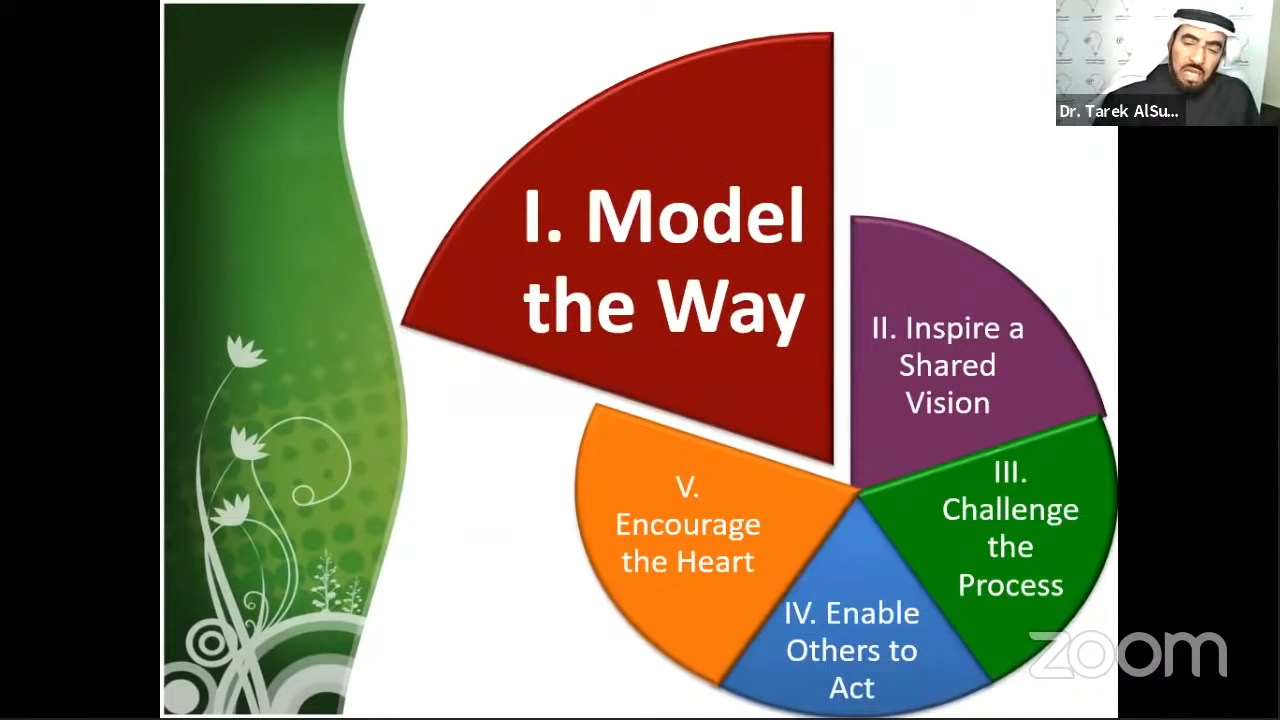 Dr. Tarek AlSu...
I. Model
the Way
II. Inspire a
Shared
Vision
III.
Challenge
the
Process
IV. Enable
Others to
Act
V.
Encourage
the Heart
zoom